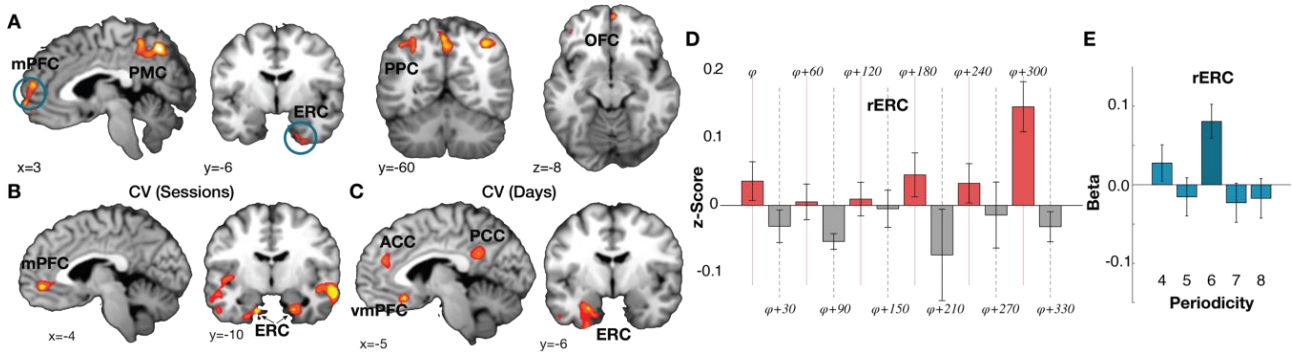 A
mPFC
PMC
x=3
ERC
y=-6
PPC
y=-60
OFC
z=-8
B
CV (Sessions)
mPFC
x=-4
ERC
y=-10
C
CV (Days)
ACC
PCC
vmPFC
x=-5
ERC
y=-6
D
φ φ+60 φ+120 φ+180 φ+240 φ+300
rERC
z-Score
0.2
0.1
0
-0.1
φ+30 φ+90 φ+150 φ+210 φ+270 φ+330
E
rERC
Beta
0.1
0.0
-0.1
4 5 6 7 8
Periodicity